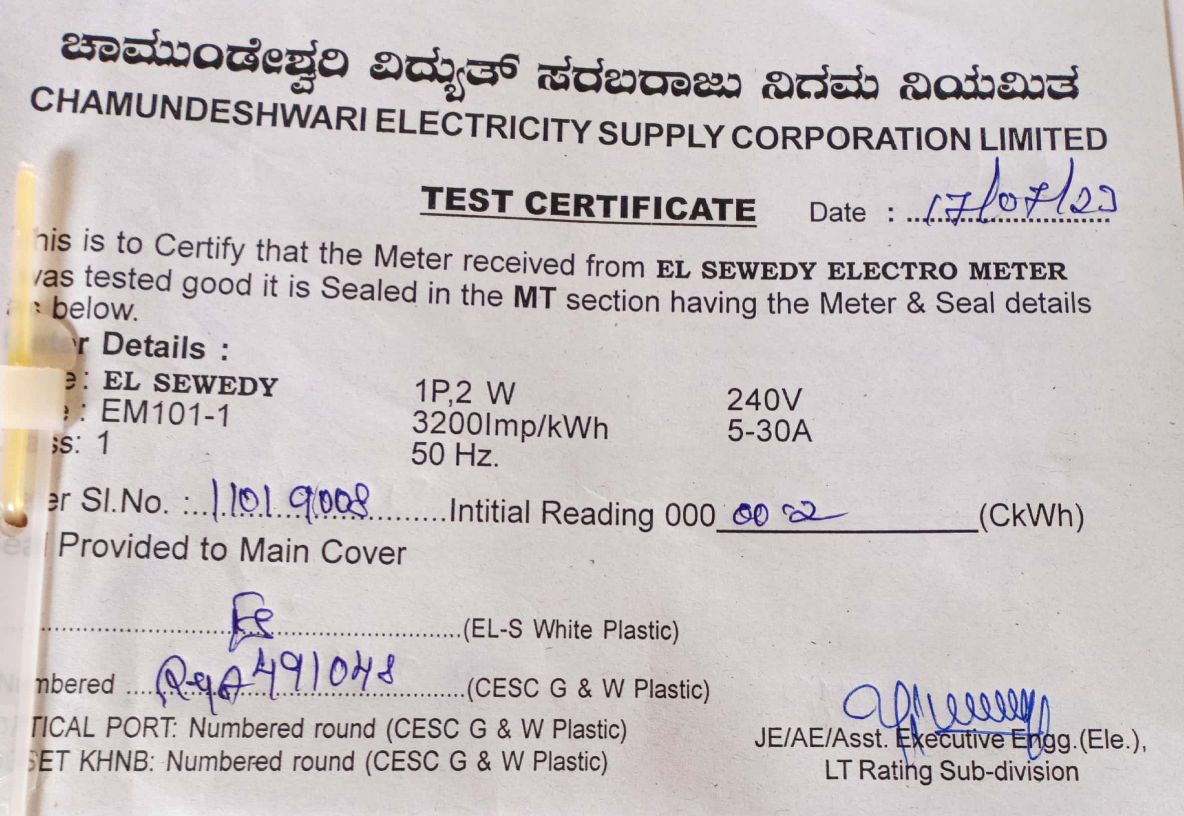 ಚಾಮುಂಡೇಶ್ವರಿ ವಿದ್ಯುತ್ ಸರಬರಾಜು ನಿಗಮ ನಿಯಮಿತ
CHAMUNDESHWARI ELECTRICITY SUPPLY CORPORATION LIMITED
TEST CERTIFICATE Date : 17/07/23
his is to Certify that the Meter received from EL SEWEDY ELECTRO METER
was tested good it is Sealed in the MT section having the Meter & Seal details
below.
r Details :
e: EL SEWEDY 1P,2 W 240V
: EM101-1 3200Imp/kWh 5-30A
ss: 1 50 Hz.
er Sl.No. : 11019008 Intitial Reading 000 002 (CkWh)
Provided to Main Cover
(EL-S White Plastic)
mbered : 491048 (CESC G & W Plastic)
TICAL PORT: Numbered round (CESC G & W Plastic)
SET KHNB: Numbered round (CESC G & W Plastic)
JE/AE/Asst. Executive Engg.(Ele.),
LT Rating Sub-division